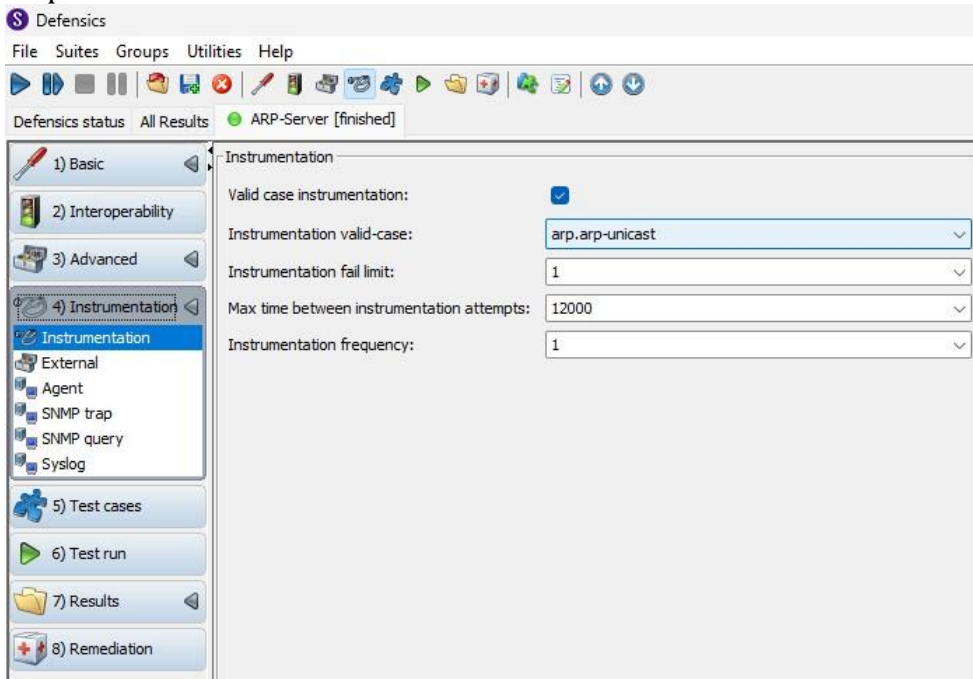 S Defensics
File Suites Groups Utilities Help
Defensics status All Results ARP-Server [finished]
1) Basic
2) Interoperability
3) Advanced
4) Instrumentation
Instrumentation
External
Agent
SNMP trap
SNMP query
Syslog
5) Test cases
6) Test run
7) Results
8) Remediation
Instrumentation
Valid case instrumentation:
Instrumentation valid-case: arp.arp-unicast
Instrumentation fail limit: 1
Max time between instrumentation attempts: 12000
Instrumentation frequency: 1